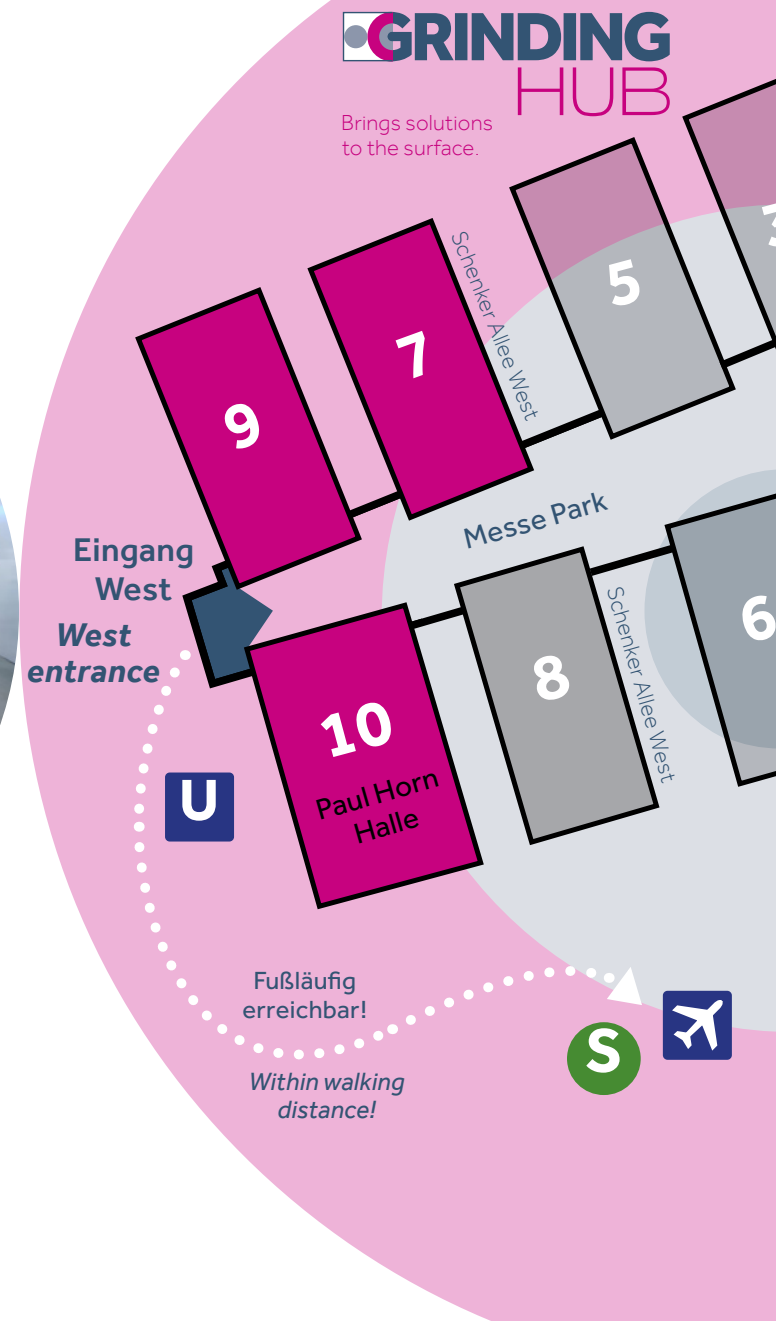 GRINDING
HUB
Brings solutions
to the surface.
3
5
Schenker Allee West
7
9
Messe Park
Eingang
West
West
entrance
6
Schenker Allee West
8
10
Paul Horn
Halle
U
Fußläufig
erreichbar!
S
Within walking
distance!